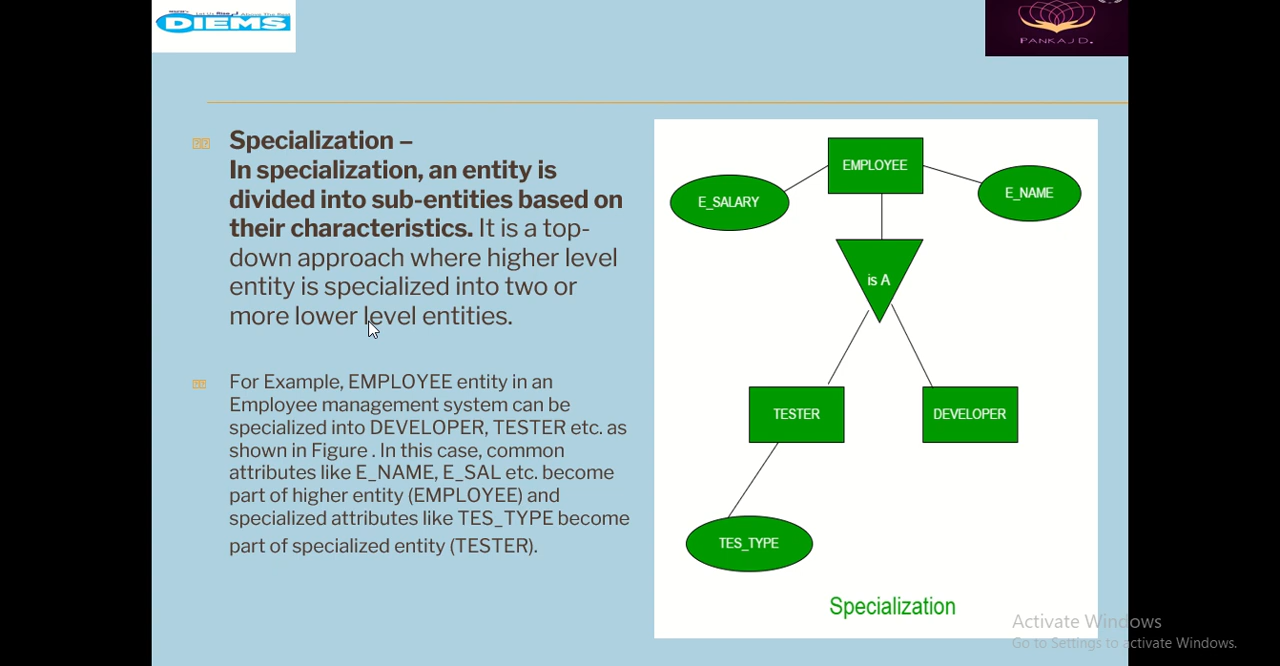 DIEMS
PANKAJ D.
Specialization –
In specialization, an entity is
divided into sub-entities based on
their characteristics. It is a top-
down approach where higher level
entity is specialized into two or
more lower level entities.
For Example, EMPLOYEE entity in an
Employee management system can be
specialized into DEVELOPER, TESTER etc. as
shown in Figure . In this case, common
attributes like E_NAME, E_SAL etc. become
part of higher entity (EMPLOYEE) and
specialized attributes like TES_TYPE become
part of specialized entity (TESTER).
EMPLOYEE
E_SALARY
E_NAME
is A
TESTER
DEVELOPER
TES_TYPE
Specialization
Activate Windows
Go to Settings to activate Windows.